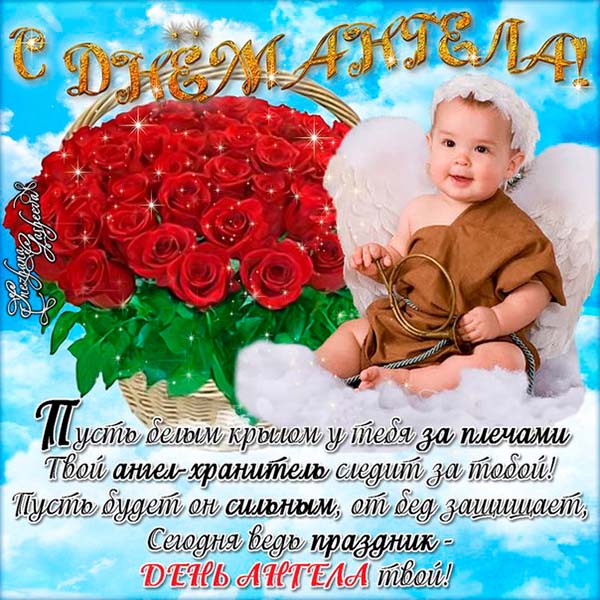 С ДНЁМ АНГЕЛА!
Пусть белым крылом у тебя за плечами
Твой ангел-хранитель следит за тобой!
Пусть будет он сильным, от бед защищает,
Сегодня ведь праздник -
ДЕНЬ АНГЕЛА твой!